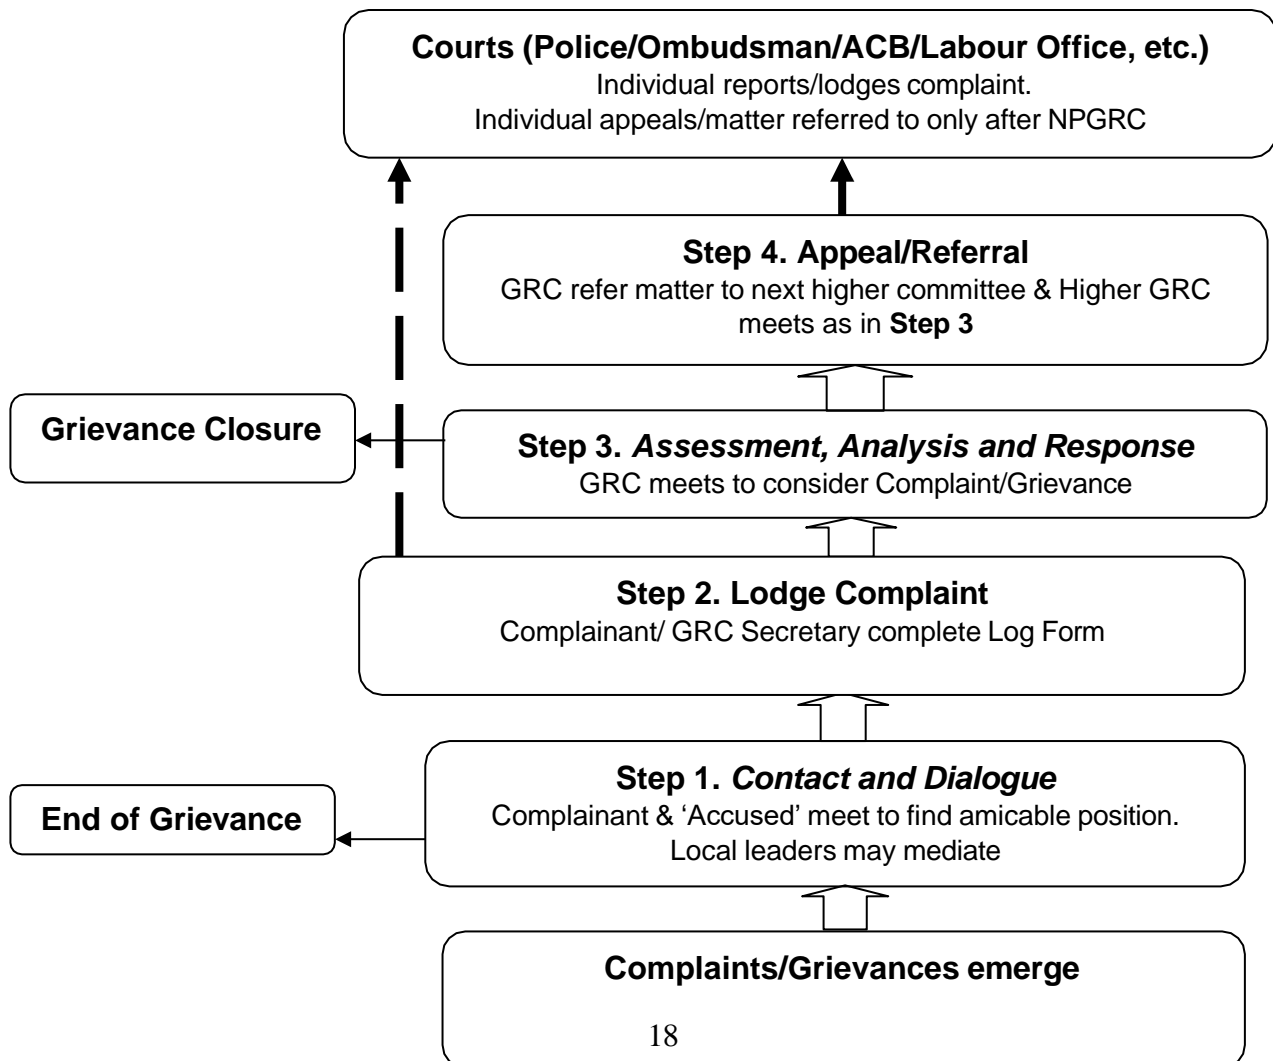 Courts (Police/Ombudsman/ACB/Labour Office, etc.)
Individual reports/lodges complaint.
Individual appeals/matter referred to only after NPGRC
Step 4. Appeal/Referral
GRC refer matter to next higher committee & Higher GRC
meets as in Step 3
Grievance Closure
Step 3. Assessment, Analysis and Response
GRC meets to consider Complaint/Grievance
Step 2. Lodge Complaint
Complainant/ GRC Secretary complete Log Form
Step 1. Contact and Dialogue
Complainant & ‘Accused’ meet to find amicable position.
Local leaders may mediate
End of Grievance
Complaints/Grievances emerge
18